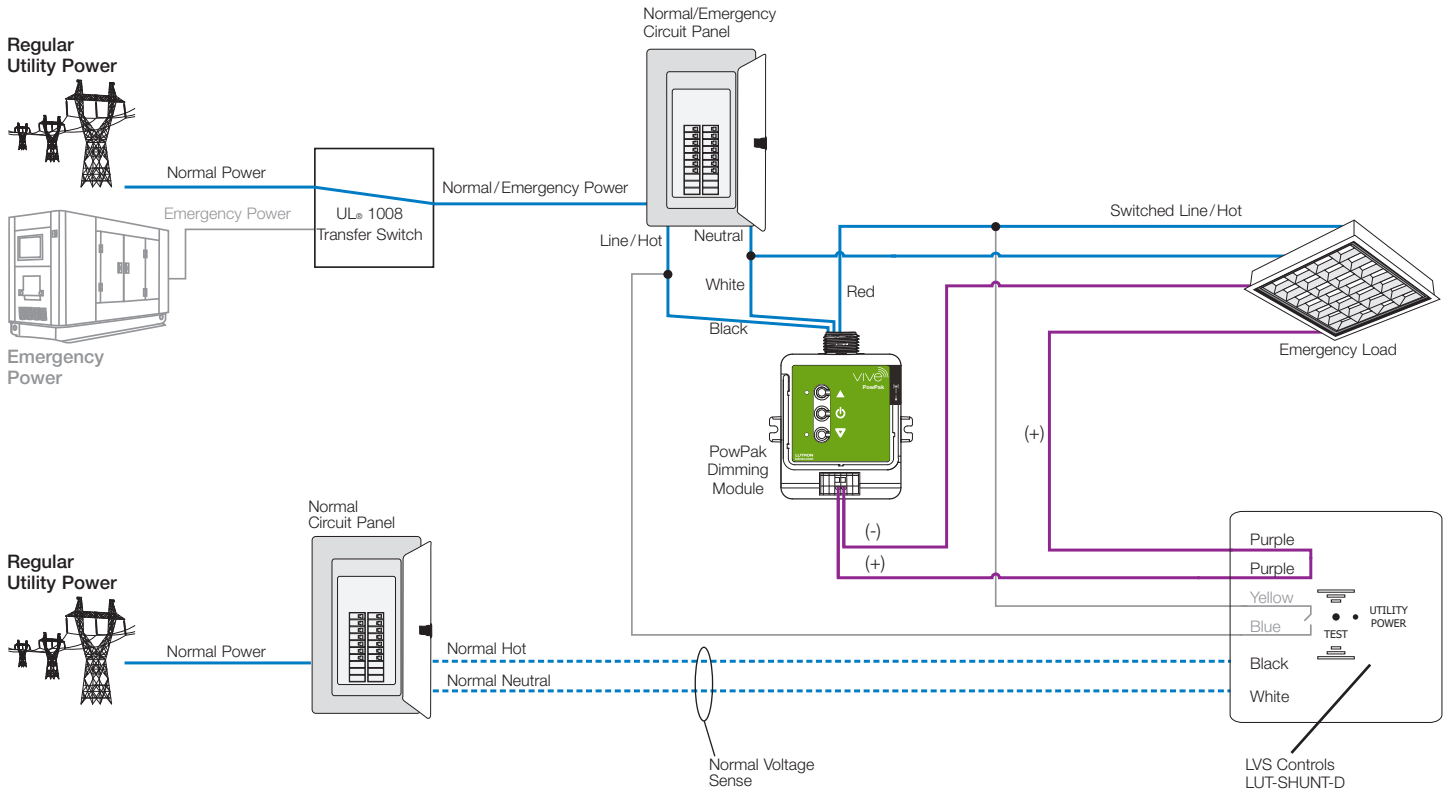 Normal/Emergency
Circuit Panel
Regular
Utility Power
Normal Power
Normal/Emergency Power
Emergency Power
UL® 1008
Transfer Switch
Switched Line/Hot
Line/Hot
Neutral
White
Red
Black
Emergency Load
Emergency
Power
vive
PowPak
LUTRON
PowPak
Dimming
Module
(+)
Normal
Circuit Panel
(-)
(+)
Purple
Purple
Yellow
Blue
UTILITY
POWER
TEST
Black
White
Regular
Utility Power
Normal Power
Normal Hot
Normal Neutral
Normal Voltage
Sense
LVS Controls
LUT-SHUNT-D